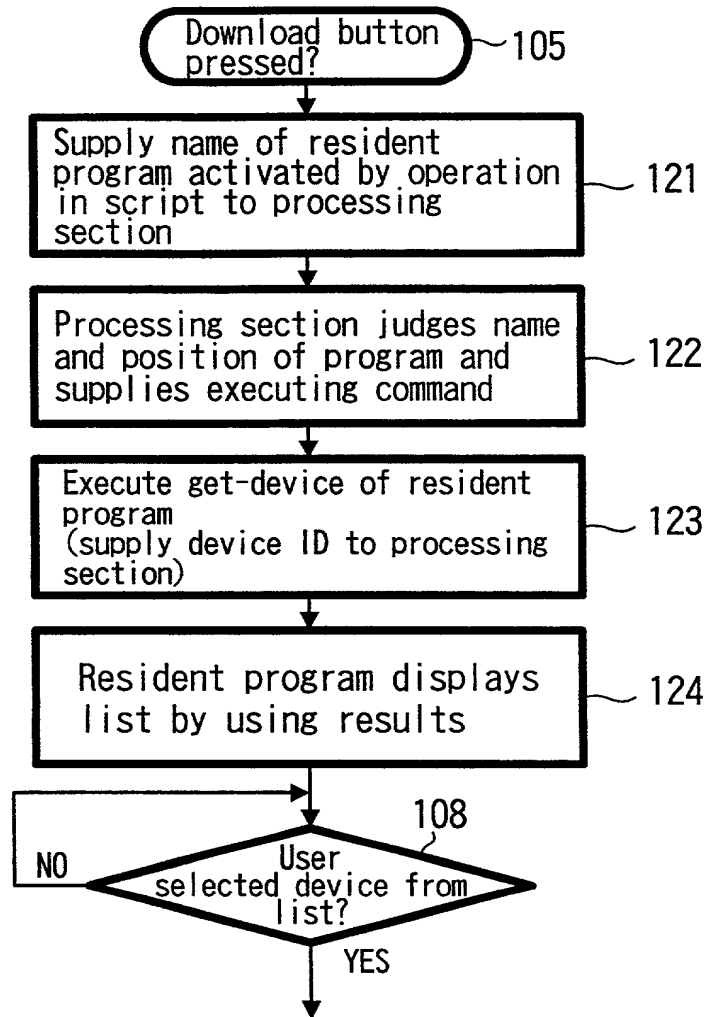 Download button
pressed?
105
Supply name of resident
program activated by operation
in script to processing
section
121
Processing section judges name
and position of program and
supplies executing command
122
Execute get-device of resident
program
(supply device ID to processing
section)
123
Resident program displays
list by using results
124
108
User
selected device from
list?
NO
YES